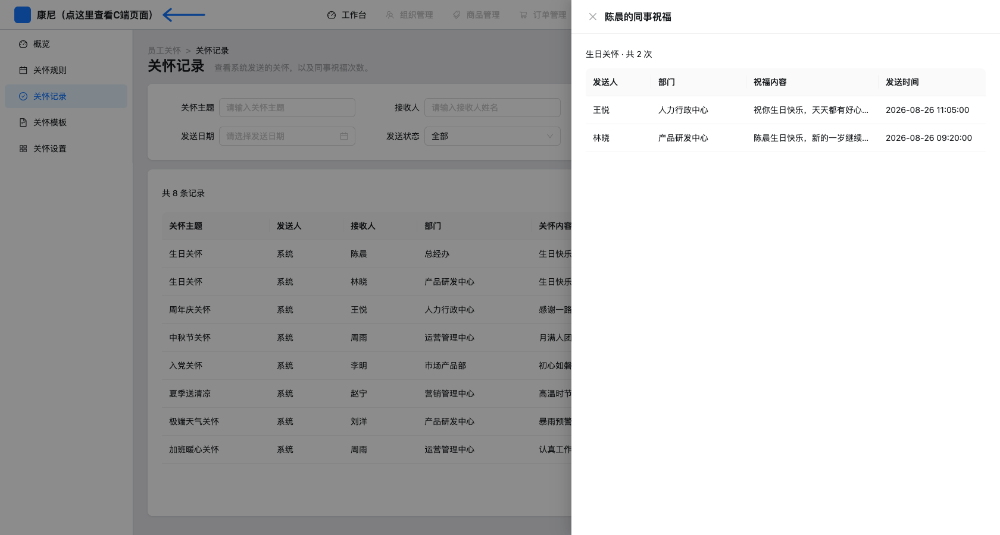 康尼（点这里查看C端页面）
工作台 组织管理 商品管理 订单管理
概览
关怀规则
关怀记录
关怀模板
关怀设置
员工关怀 > 关怀记录
关怀记录 查看系统发送的关怀，以及同事祝福次数。
关怀主题 请输入关怀主题 接收人 请输入接收人姓名
发送日期 请选择发送日期 发送状态 全部
共 8 条记录
关怀主题 发送人 接收人 部门 关怀内容
生日关怀 系统 陈晨 总经办 生日快乐
生日关怀 系统 林晓 产品研发中心 生日快乐
周年庆关怀 系统 王悦 人力行政中心 感谢一路
中秋节关怀 系统 周雨 运营管理中心 月满人团
入党关怀 系统 李明 市场产品部 初心如磐
夏季送清凉 系统 赵宁 营销管理中心 高温时节
极端天气关怀 系统 刘洋 产品研发中心 暴雨预警
加班暖心关怀 系统 周雨 运营管理中心 认真工作
陈晨的同事祝福
生日关怀 · 共 2 次
发送人 部门 祝福内容 发送时间
王悦 人力行政中心 祝你生日快乐，天天都有好心... 2026-08-26 11:05:00
林晓 产品研发中心 陈晨生日快乐，新的一岁继续... 2026-08-26 09:20:00